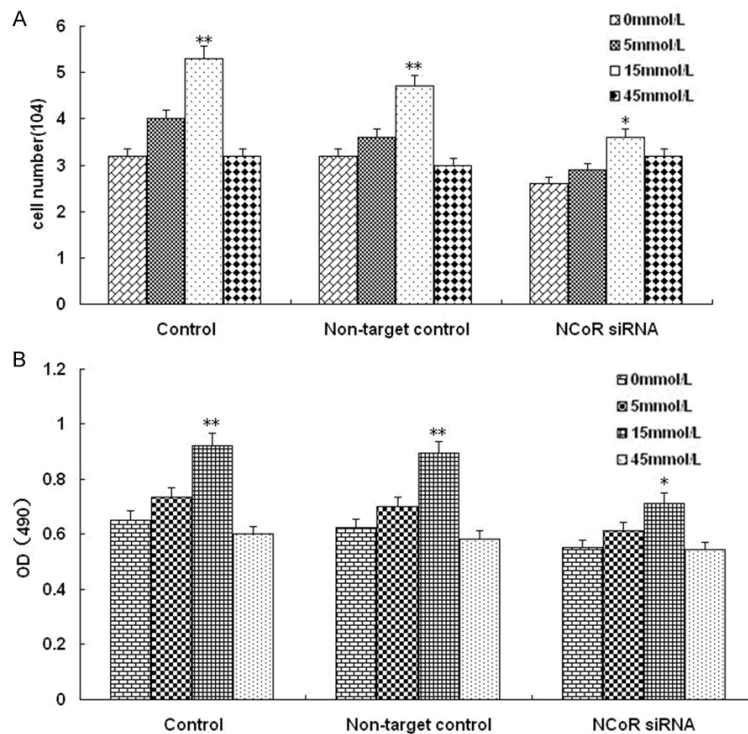 A
6
5
4
3
2
1
0
cell number(104)
**
**
*
0mmol/L
5mmol/L
15mmol/L
45mmol/L
Control
Non-target control
NCoR siRNA
B
1.2
1
0.8
0.6
0.4
0.2
0
OD（490）
**
**
*
0mmol/L
5mmol/L
15mmol/L
45mmol/L
Control
Non-target control
NCoR siRNA